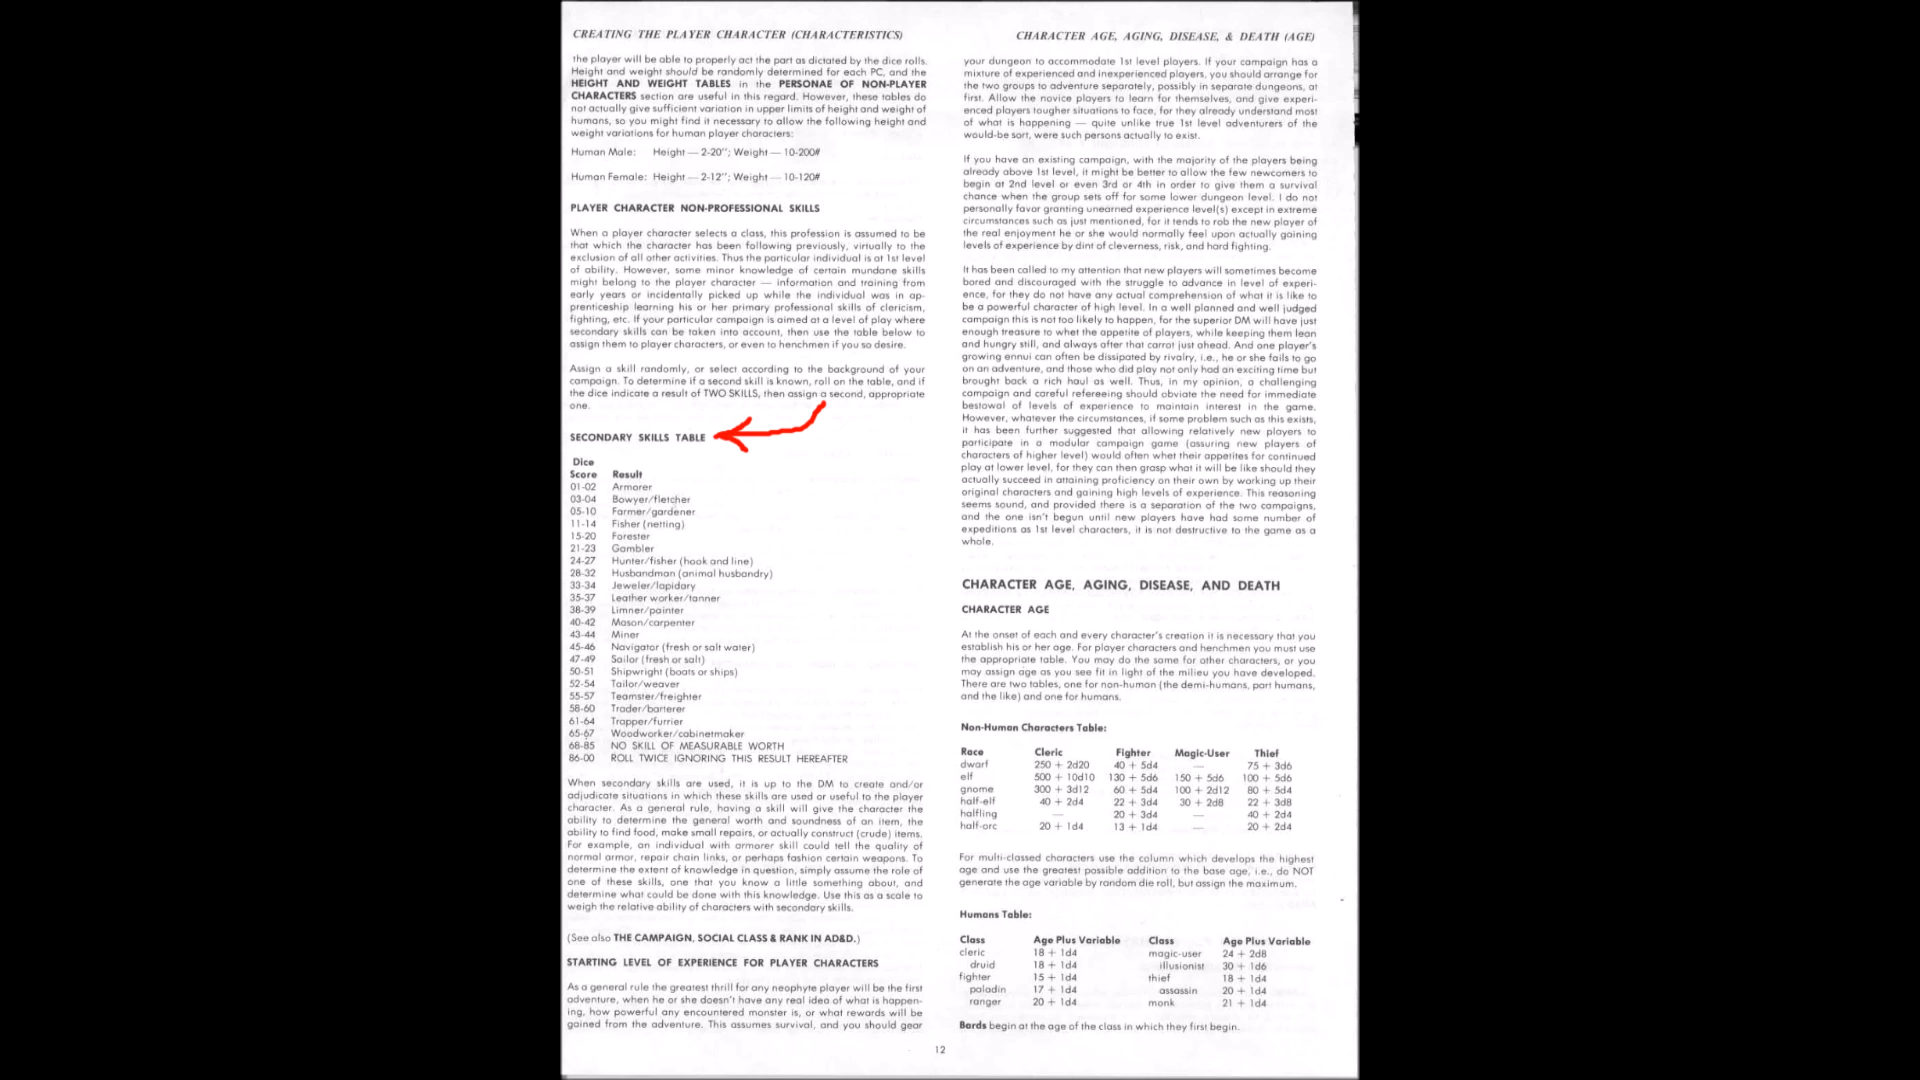 CREATING THE PLAYER CHARACTER (CHARACTERISTICS)
the player will be able to properly act the part as dictated by the dice rolls.
Height and weight should be randomly determined for each PC, and the
HEIGHT AND WEIGHT TABLES in the PERSONAE OF NON-PLAYER
CHARACTERS section are useful in this regard. However, these tables do
not actually give sufficient variation in upper limits of height and weight of
humans, so you might find it necessary to allow the following height and
weight variations for human player characters:
Human Male: Height — 2-20"; Weight — 10-200#
Human Female: Height — 2-12"; Weight — 10-120#
PLAYER CHARACTER NON-PROFESSIONAL SKILLS
When a player character selects a class, this profession is assumed to be
that which the character has been following previously, virtually to the
exclusion of all other activities. Thus the particular individual is at 1st level
of ability. However, some minor knowledge of certain mundane skills
might belong to the player character — information and training from
early years or incidentally picked up while the individual was in ap-
prenticeship learning his or her primary professional skills of clericism,
fighting, etc. If your particular campaign is aimed at a level of play where
secondary skills can be taken into account, then use the table below to
assign them to player characters, or even to henchmen if you so desire.
Assign a skill randomly, or select according to the background of your
campaign. To determine if a second skill is known, roll on the table, and if
the dice indicate a result of TWO SKILLS, then assign a second, appropriate
one.
SECONDARY SKILLS TABLE
Dice
Score Result
01-02 Armorer
03-04 Bowyer/fletcher
05-10 Farmer/gardener
11-14 Fisher (netting)
15-20 Forester
21-23 Gambler
24-27 Hunter/fisher (hook and line)
28-32 Husbandman (animal husbandry)
33-34 Jeweler/lapidary
35-37 Leather worker/tanner
38-39 Limner/painter
40-42 Mason/carpenter
43-44 Miner
45-46 Navigator (fresh or salt water)
47-49 Sailor (fresh or salt)
50-51 Shipwright (boats or ships)
52-54 Tailor/weaver
55-57 Teamster/freighter
58-60 Trader/barterer
61-64 Trapper/furrier
65-67 Woodworker/cabinetmaker
68-85 NO SKILL OF MEASURABLE WORTH
86-00 ROLL TWICE IGNORING THIS RESULT HEREAFTER
When secondary skills are used, it is up to the DM to create and/or
adjudicate situations in which these skills are used or useful to the player
character. As a general rule, having a skill will give the character the
ability to determine the general worth and soundness of an item, the
ability to find food, make small repairs, or actually construct (crude) items.
For example, an individual with armorer skill could tell the quality of
normal armor, repair chain links, or perhaps fashion certain weapons. To
determine the extent of knowledge in question, simply assume the role of
one of these skills, one that you know a little something about, and
determine what could be done with this knowledge. Use this as a scale to
weigh the relative ability of characters with secondary skills.
(See also THE CAMPAIGN, SOCIAL CLASS & RANK IN AD&D.)
STARTING LEVEL OF EXPERIENCE FOR PLAYER CHARACTERS
As a general rule the greatest thrill for any neophyte player will be the first
adventure, when he or she doesn't have any real idea of what is happen-
ing, how powerful any encountered monster is, or what rewards will be
gained from the adventure. This assumes survival, and you should gear
CHARACTER AGE, AGING, DISEASE, & DEATH (AGE)
your dungeon to accommodate 1st level players. If your campaign has a
mixture of experienced and inexperienced players, you should arrange for
the two groups to adventure separately, possibly in separate dungeons, at
first. Allow the novice players to learn for themselves, and give experi-
enced players tougher situations to face, for they already understand most
of what is happening — quite unlike true 1st level adventurers of the
would-be sort, were such persons actually to exist.
If you have an existing campaign, with the majority of the players being
already above 1st level, it might be better to allow the few newcomers to
begin at 2nd level or even 3rd or 4th in order to give them a survival
chance when the group sets off for some lower dungeon level. I do not
personally favor granting unearned experience level(s) except in extreme
circumstances such as just mentioned, for it tends to rob the new player of
the real enjoyment he or she would normally feel upon actually gaining
levels of experience by dint of cleverness, risk, and hard fighting.
It has been called to my attention that new players will sometimes become
bored and discouraged with the struggle to advance in level of experi-
ence, for they do not have any actual comprehension of what it is like to
be a powerful character of high level. In a well planned and well judged
campaign this is not too likely to happen, for the superior DM will have just
enough treasure to whet the appetite of players, while keeping them lean
and hungry still, and always after that carrot just ahead. And one player's
growing ennui can often be dissipated by rivalry, i.e., he or she fails to go
on an adventure, and those who did play not only had an exciting time but
brought back a rich haul as well. Thus, in my opinion, a challenging
campaign and careful refereeing should obviate the need for immediate
bestowal of levels of experience to maintain interest in the game.
However, whatever the circumstances, if some problem such as this exists,
it has been further suggested that allowing relatively new players to
participate in a modular campaign game (assuring new players of
characters of higher level) would often whet their appetites for continued
play at lower level, for they can then grasp what it will be like should they
actually succeed in attaining proficiency on their own by working up their
original characters and gaining high levels of experience. This reasoning
seems sound, and provided there is a separation of the two campaigns,
and the one isn't begun until new players have had some number of
expeditions as 1st level characters, it is not destructive to the game as a
whole.
CHARACTER AGE, AGING, DISEASE, AND DEATH
CHARACTER AGE
At the onset of each and every character's creation it is necessary that you
establish his or her age. For player characters and henchmen you must use
the appropriate table. You may do the same for other characters, or you
may assign age as you see fit in light of the milieu you have developed.
There are two tables, one for non-human (the demi-humans, part humans,
and the like) and one for humans.
Non-Human Characters Table:
Race Cleric Fighter Magic-User Thief
dwarf 250 + 2d20 40 + 5d4 — 75 + 3d6
elf 500 + 10d10 130 + 5d6 150 + 5d6 100 + 5d6
gnome 300 + 3d12 60 + 5d4 100 + 2d12 80 + 5d4
half-elf 40 + 2d4 22 + 3d4 30 + 2d8 22 + 3d8
halfling — 20 + 3d4 — 40 + 2d4
half-orc 20 + 1d4 13 + 1d4 — 20 + 2d4
For multi-classed characters use the column which develops the highest
age and use the greatest possible addition to the base age, i.e., do NOT
generate the age variable by random die roll, but assign the maximum.
Humans Table:
Class Age Plus Variable Class Age Plus Variable
cleric 18 + 1d4 magic-user 24 + 2d8
druid 18 + 1d4 illusionist 30 + 1d6
fighter 15 + 1d4 thief 18 + 1d4
paladin 17 + 1d4 assassin 20 + 1d4
ranger 20 + 1d4 monk 21 + 1d4
Bards begin at the age of the class in which they first begin.
12